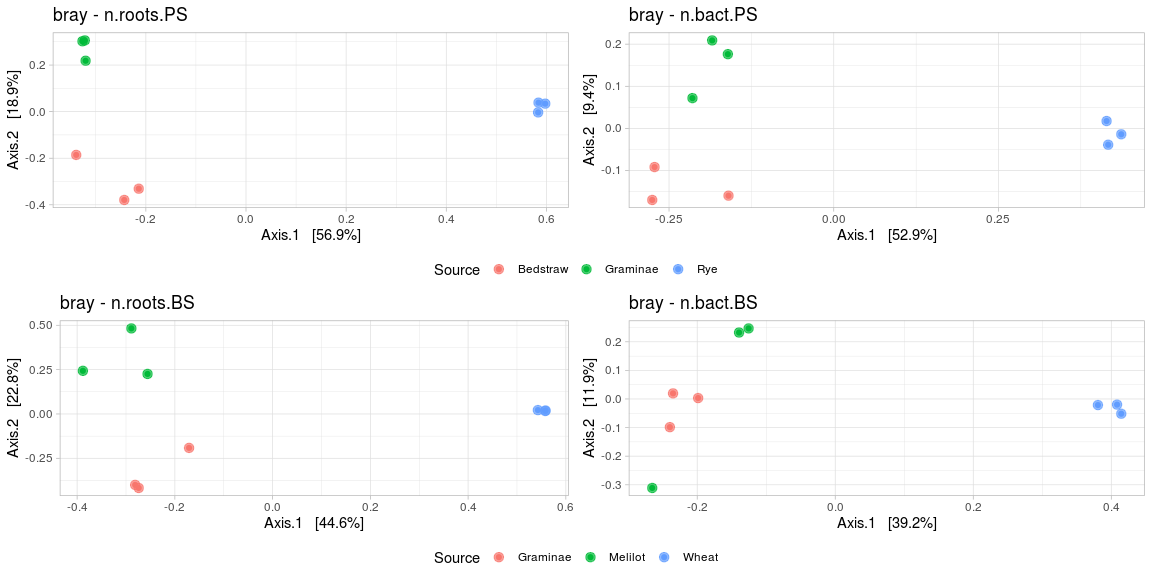 bray - n.roots.PS
Axis.2 [18.9%]
0.2
0.0
-0.2
-0.4
-0.2
0.0
0.2
0.4
0.6
Axis.1 [56.9%]
bray - n.bact.PS
Axis.2 [9.4%]
0.2
0.1
0.0
-0.1
-0.25
0.00
0.25
Axis.1 [52.9%]
Source Bedstraw Graminae Rye
bray - n.roots.BS
Axis.2 [22.8%]
0.50
0.25
0.00
-0.25
-0.4
-0.2
0.0
0.2
0.4
0.6
Axis.1 [44.6%]
bray - n.bact.BS
Axis.2 [11.9%]
0.2
0.1
0.0
-0.1
-0.2
-0.3
-0.2
0.0
0.2
0.4
Axis.1 [39.2%]
Source Graminae Melilot Wheat